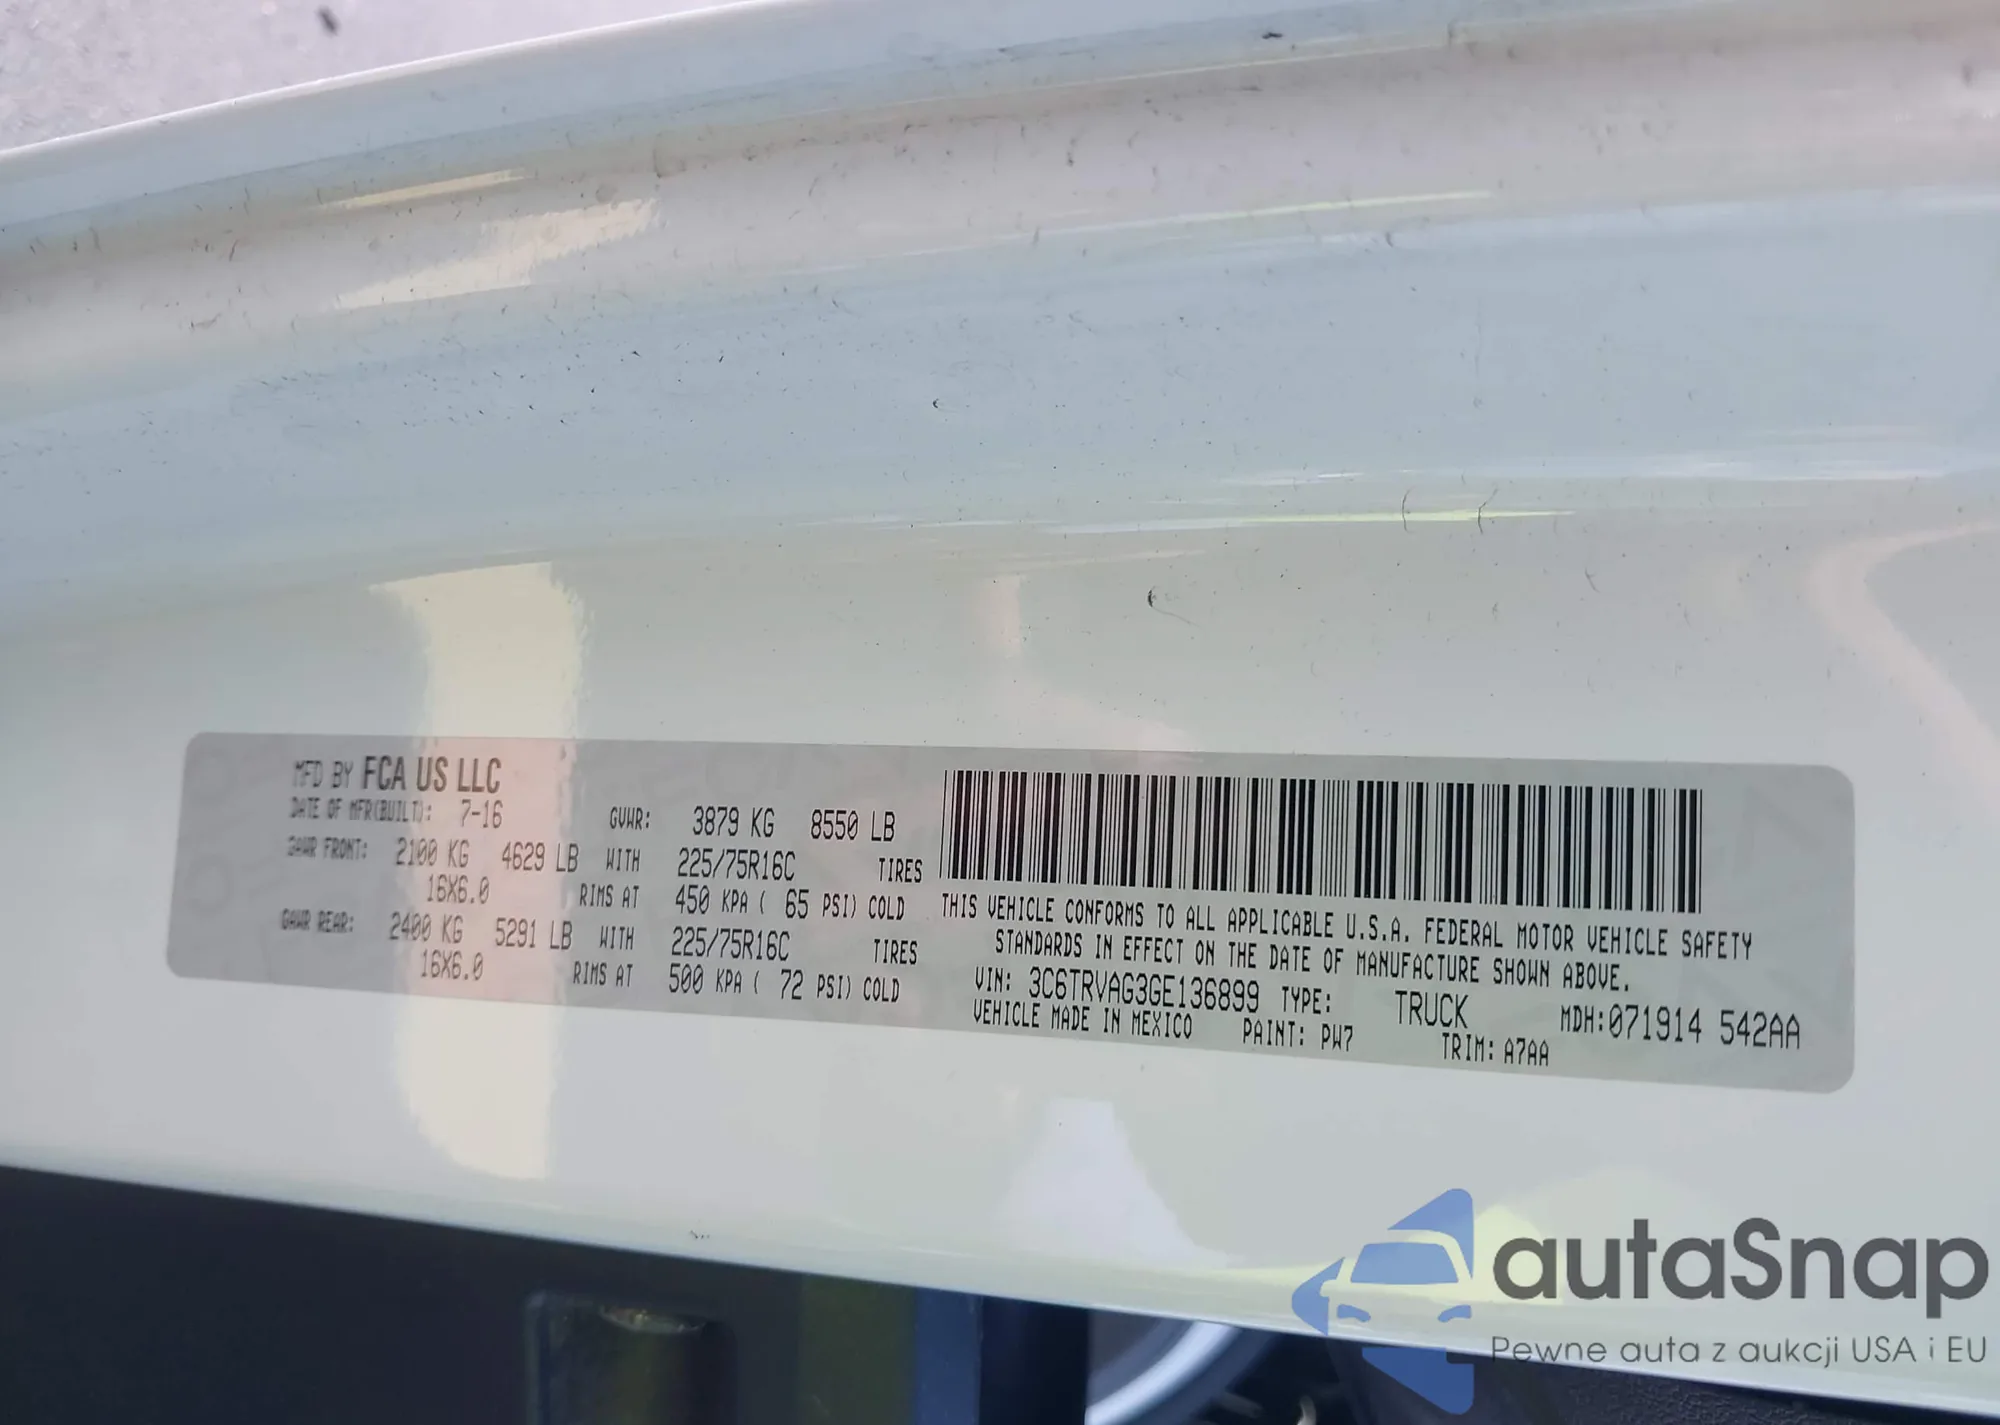 MFD BY FCA US LLC
DATE OF MFR(BUILT): 7-16 GVWR: 3879 KG 8550 LB
GAWR FRONT: 2100 KG 4629 LB WITH 225/75R16C TIRES
16X6.0 RIMS AT 450 KPA ( 65 PSI) COLD
GAWR REAR: 2400 KG 5291 LB WITH 225/75R16C TIRES
16X6.0 RIMS AT 500 KPA ( 72 PSI) COLD
THIS VEHICLE CONFORMS TO ALL APPLICABLE U.S.A. FEDERAL MOTOR VEHICLE SAFETY
STANDARDS IN EFFECT ON THE DATE OF MANUFACTURE SHOWN ABOVE.
VIN: 3C6TRVAG3GE136899 TYPE: TRUCK MDH:071914 542AA
VEHICLE MADE IN MEXICO PAINT: PW7 TRIM: A7AA
autaSnap
Pewne auta z aukcji USA i EU